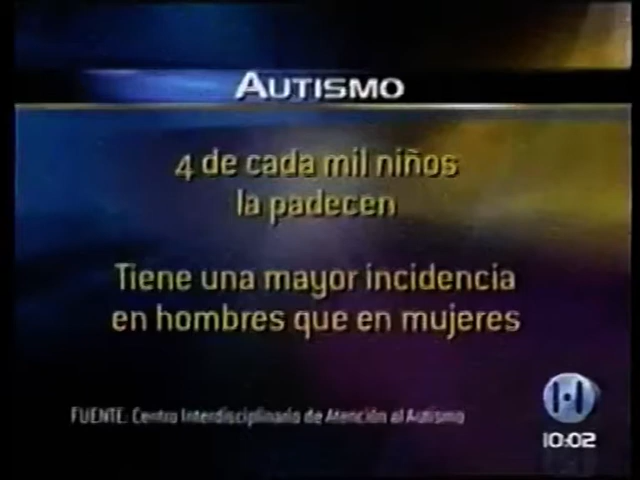 AUTISMO
4 de cada mil niños
la padecen
Tiene una mayor incidencia
en hombres que en mujeres
FUENTE: Centro Interdisciplinario de Atención al Autismo
10:02